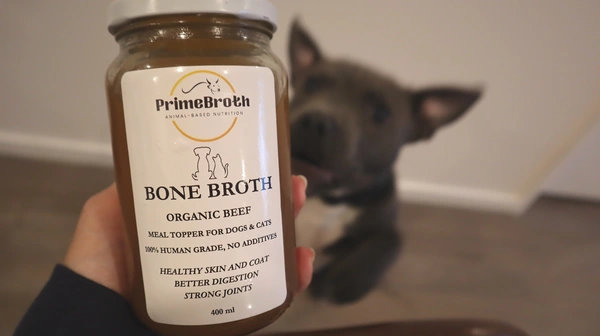 PrimeBroth
ANIMAL-BASED NUTRITION
BONE BROTH
ORGANIC BEEF
MEAL TOPPER FOR DOGS & CATS
100% HUMAN GRADE, NO ADDITIVES
HEALTHY SKIN AND COAT
BETTER DIGESTION
STRONG JOINTS
400 ml